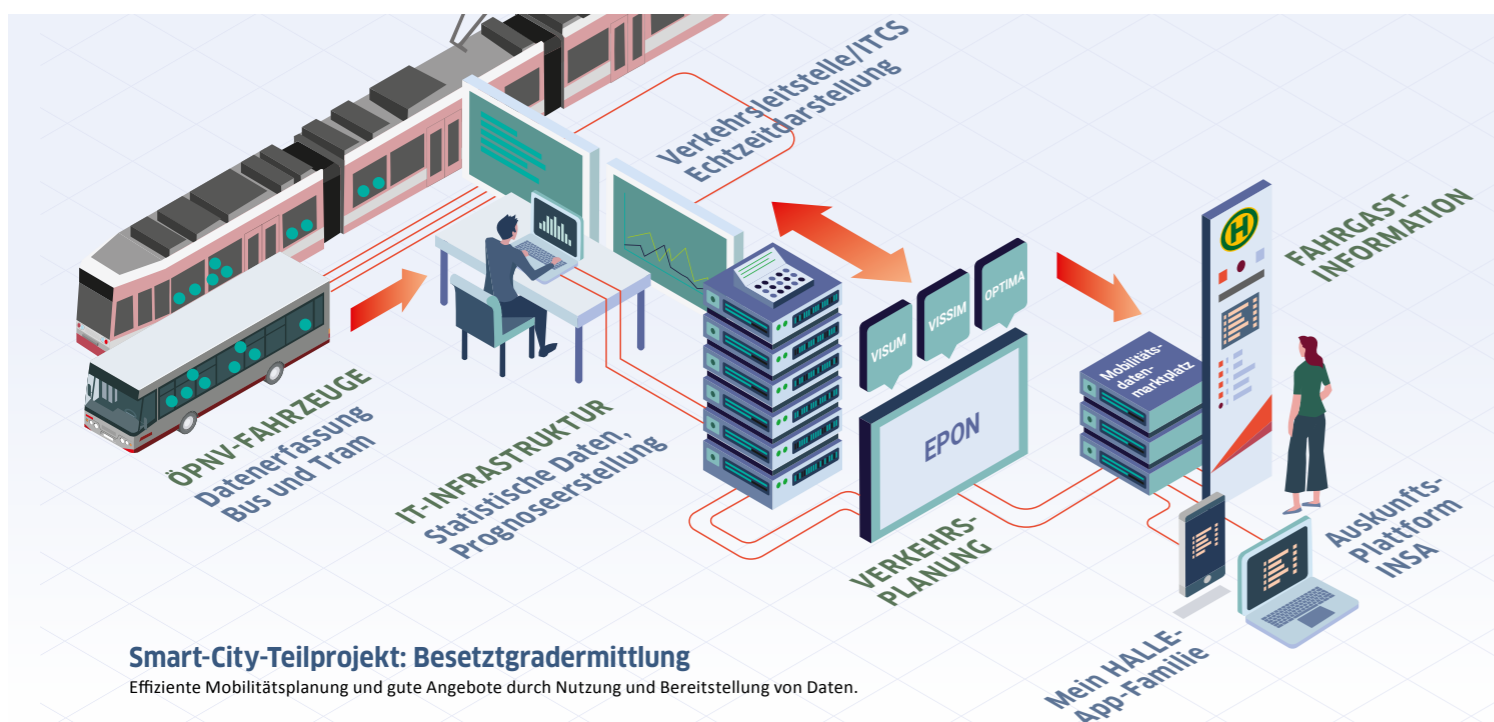 Verkehrsleitstelle/ITCS
Echtzeitdarstellung
ÖPNV-FAHRZEUGE
Datenerfassung
Bus und Tram
IT-INFRASTRUKTUR
Statistische Daten,
Prognoseerstellung
VISUM
VISSIM
OPTIMA
EPON
VERKEHRS-
PLANUNG
Mobilitäts-
daten-
marktplatz
H
FAHRGAST-
INFORMATION
Auskunfts-
Plattform
INSA
Mein HALLE-
App-Familie
Smart-City-Teilprojekt: Besetztgradermittlung
Effiziente Mobilitätsplanung und gute Angebote durch Nutzung und Bereitstellung von Daten.